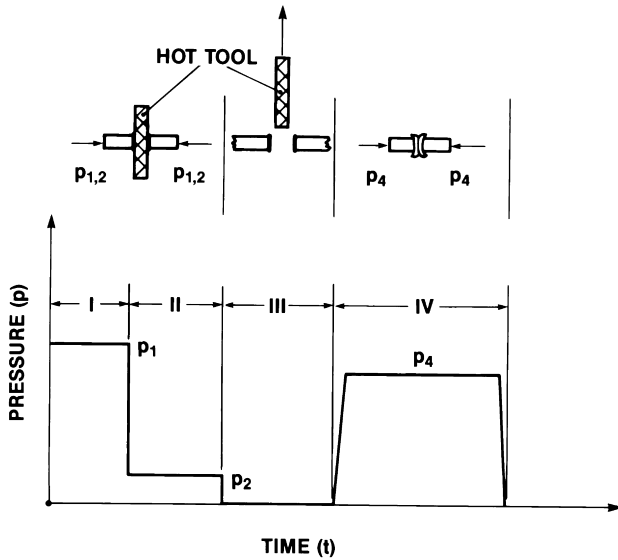 HOT TOOL
p1,2 p1,2 p4 p4
I II III IV
p1
p4
p2
PRESSURE (p)
TIME (t)